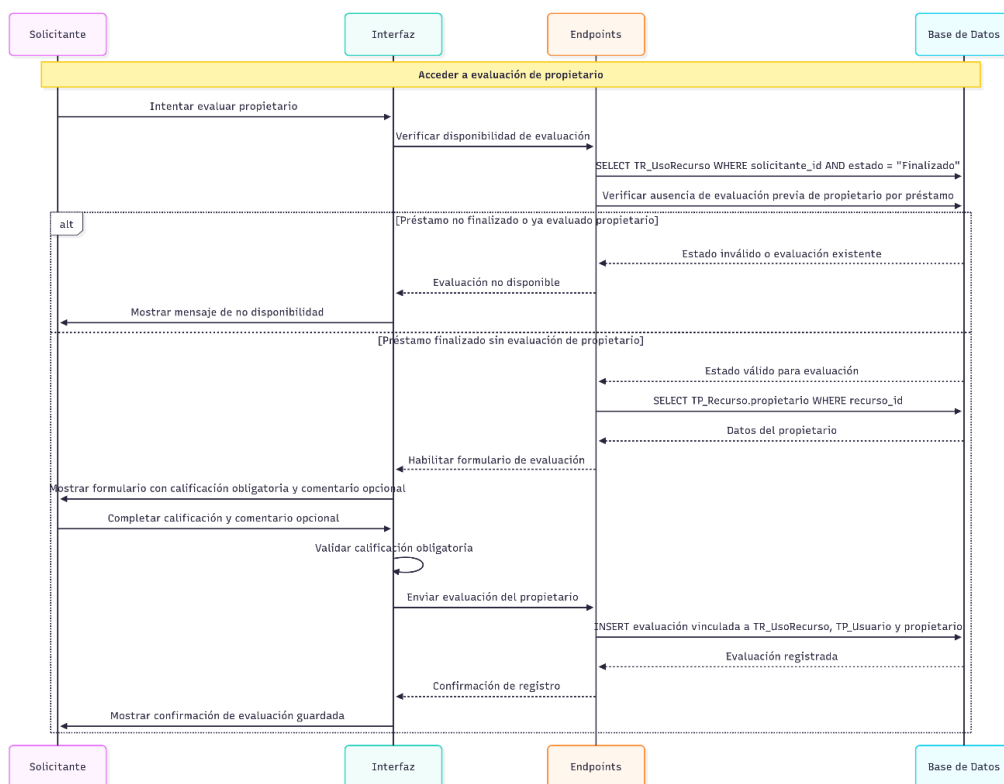 Solicitante
Interfaz
Endpoints
Base de Datos
Acceder a evaluación de propietario
Intentar evaluar propietario
Verificar disponibilidad de evaluación
SELECT TR_UsoRecurso WHERE solicitante_id AND estado = "Finalizado"
Verificar ausencia de evaluación previa de propietario por préstamo
alt
[Préstamo no finalizado o ya evaluado propietario]
Estado inválido o evaluación existente
Evaluación no disponible
Mostrar mensaje de no disponibilidad
[Préstamo finalizado sin evaluación de propietario]
Estado válido para evaluación
SELECT TP_Recurso.propietario WHERE recurso_id
Datos del propietario
Habilitar formulario de evaluación
Mostrar formulario con calificación obligatoria y comentario opcional
Completar calificación y comentario opcional
Validar calificación obligatoria
Enviar evaluación del propietario
INSERT evaluación vinculada a TR_UsoRecurso, TP_Usuario y propietario
Evaluación registrada
Confirmación de registro
Mostrar confirmación de evaluación guardada
Solicitante
Interfaz
Endpoints
Base de Datos